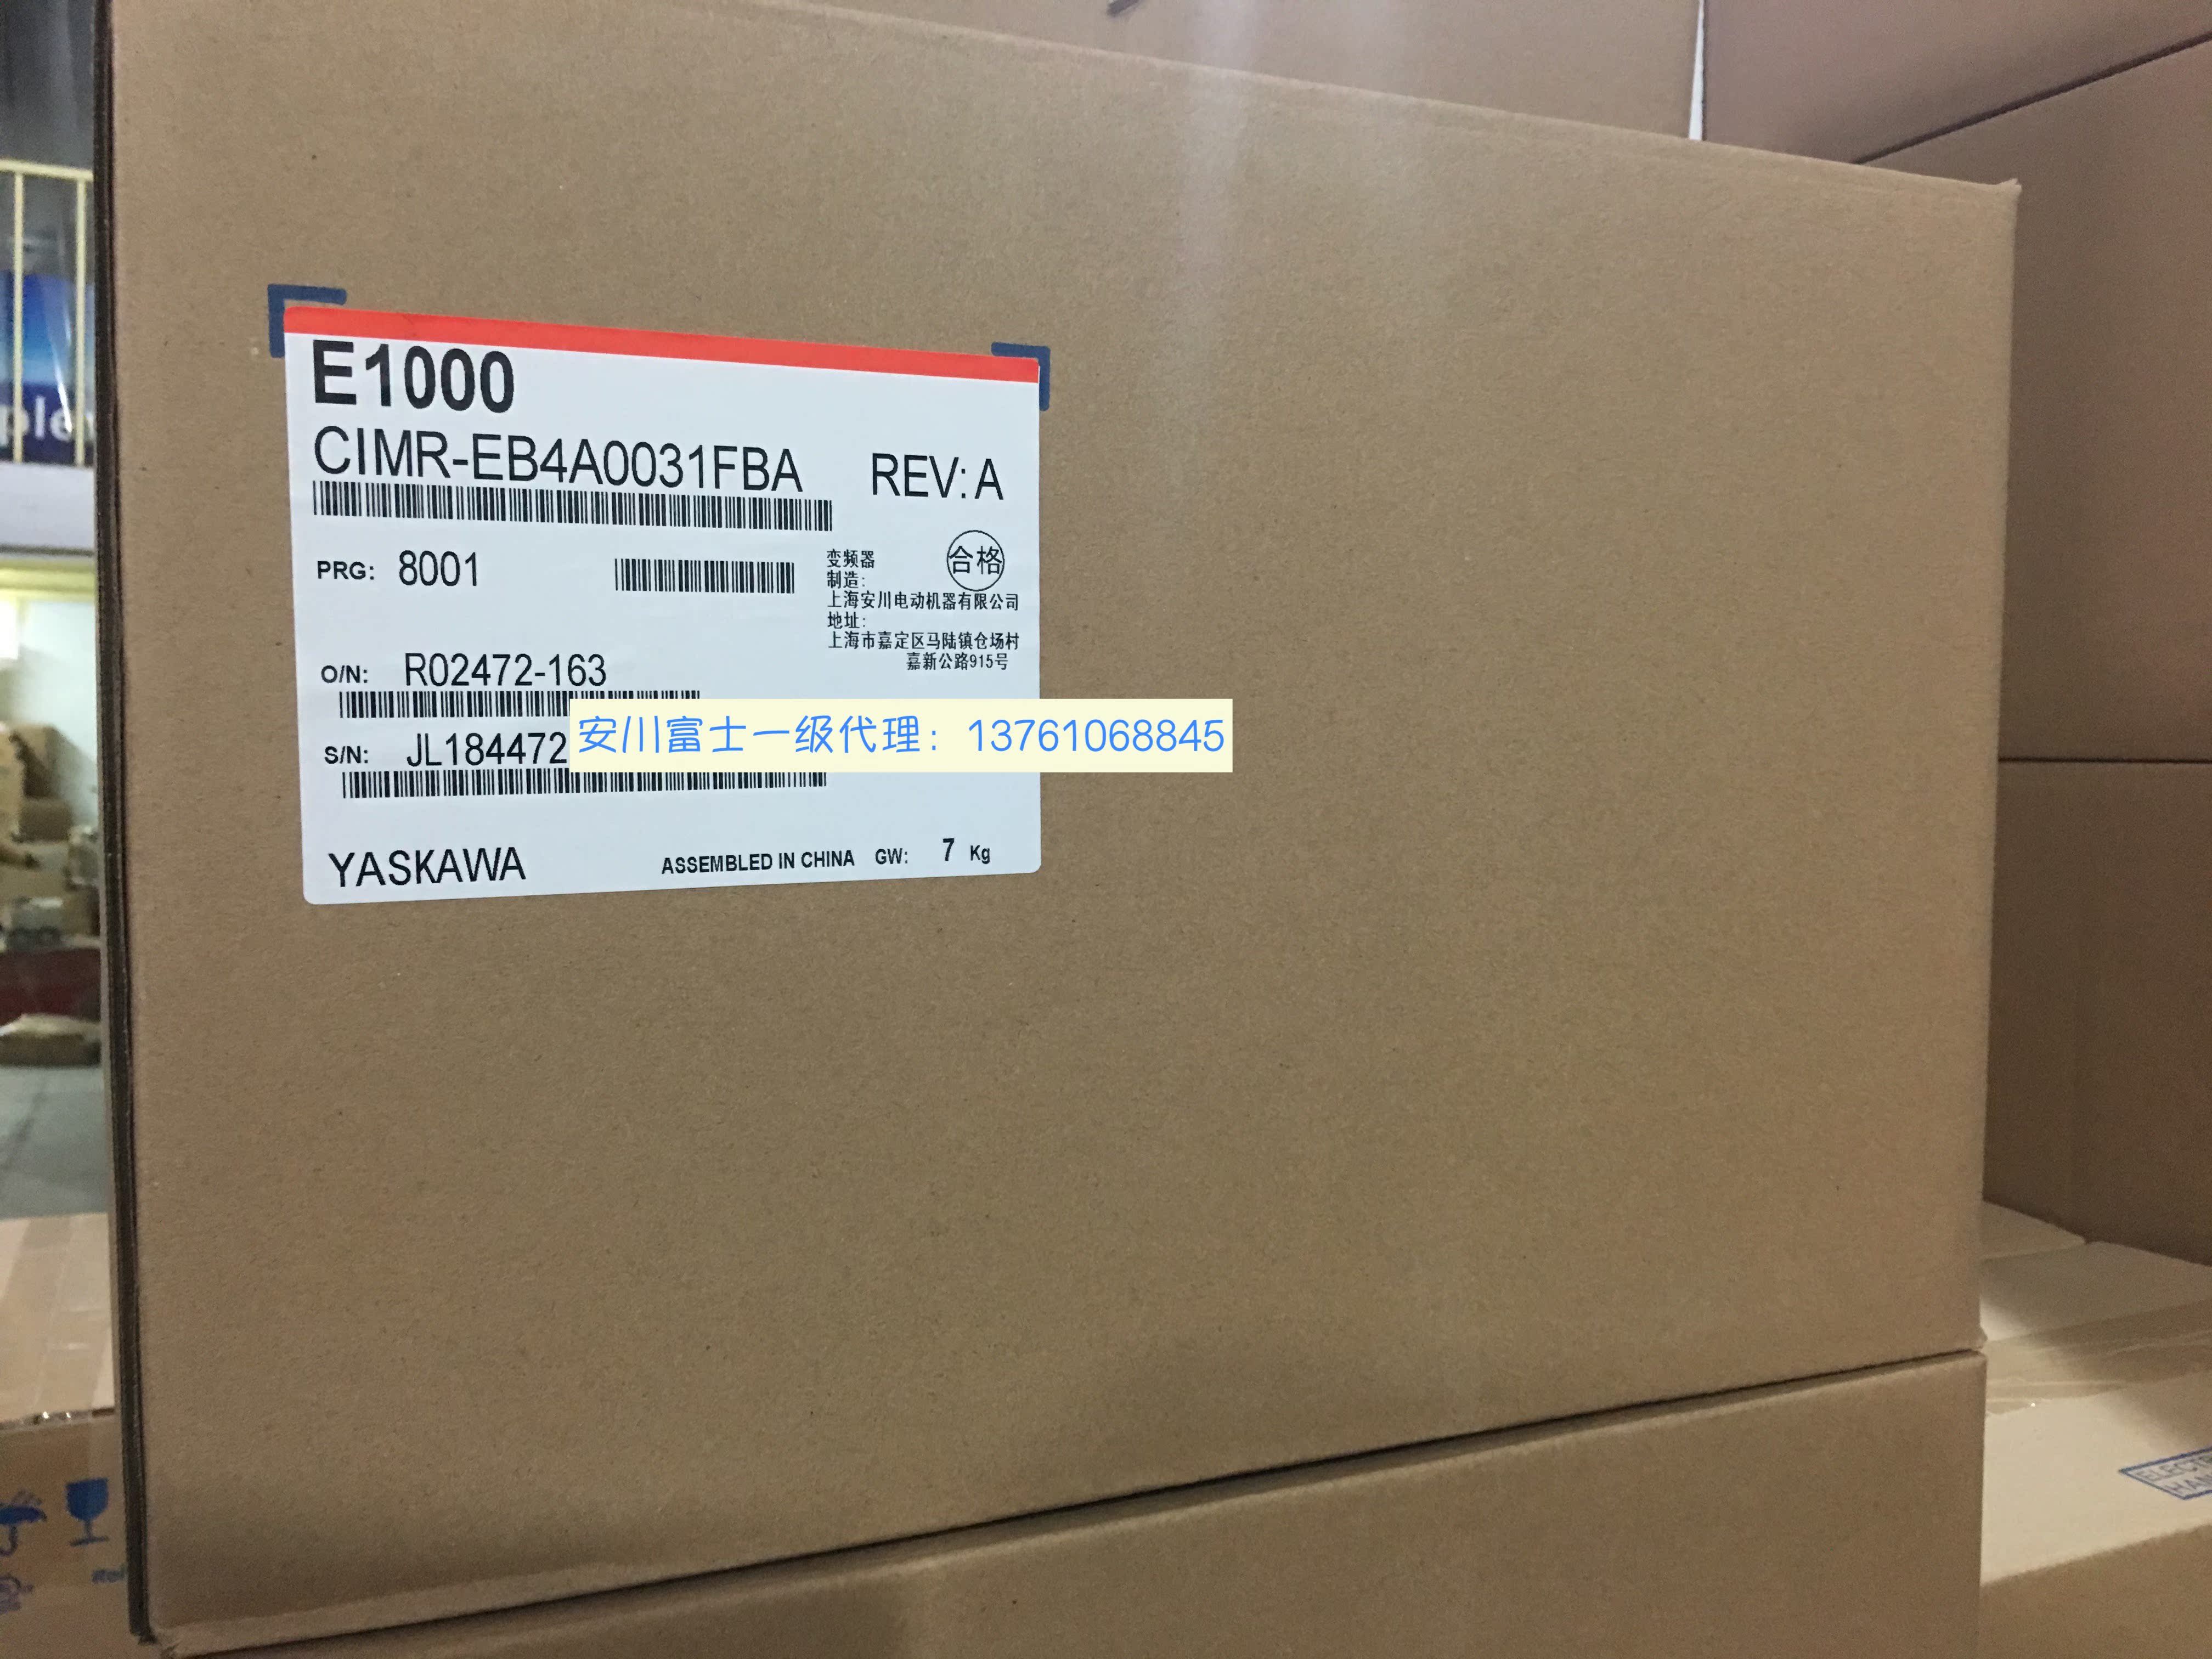 E1000
CIMR-EB4A0031FBA REV: A
PRG: 8001
变频器 合格
制造:
上海安川电动机器有限公司
地址:
上海市嘉定区马陆镇仓场村
嘉新公路915号
O/N: R02472-163
S/N: JL184472
安川富士一级代理：13761068845
YASKAWA ASSEMBLED IN CHINA GW: 7 Kg